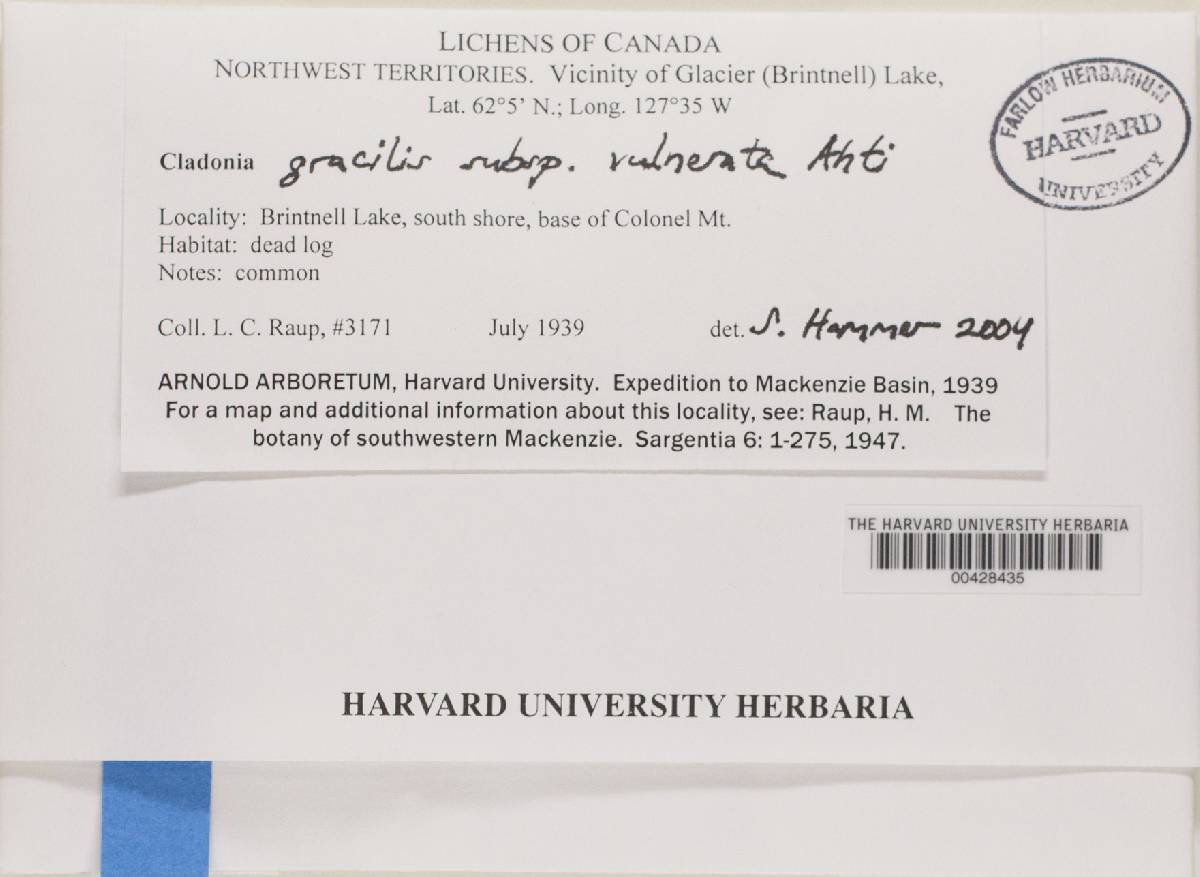 LICHENS OF CANADA
NORTHWEST TERRITORIES. Vicinity of Glacier (Brintnell) Lake,
Lat. 62°5' N.; Long. 127°35 W
Cladonia gracilis subsp. vulnerata Ahti
Locality: Brintnell Lake, south shore, base of Colonel Mt.
Habitat: dead log
Notes: common
Coll. L. C. Raup, #3171 July 1939 det. S. Hammer 2004
ARNOLD ARBORETUM, Harvard University. Expedition to Mackenzie Basin, 1939
For a map and additional information about this locality, see: Raup, H. M. The
botany of southwestern Mackenzie. Sargentia 6: 1-275, 1947.
FARLOW HERBARIUM
HARVARD
UNIVERSITY
THE HARVARD UNIVERSITY HERBARIA
00428435
HARVARD UNIVERSITY HERBARIA